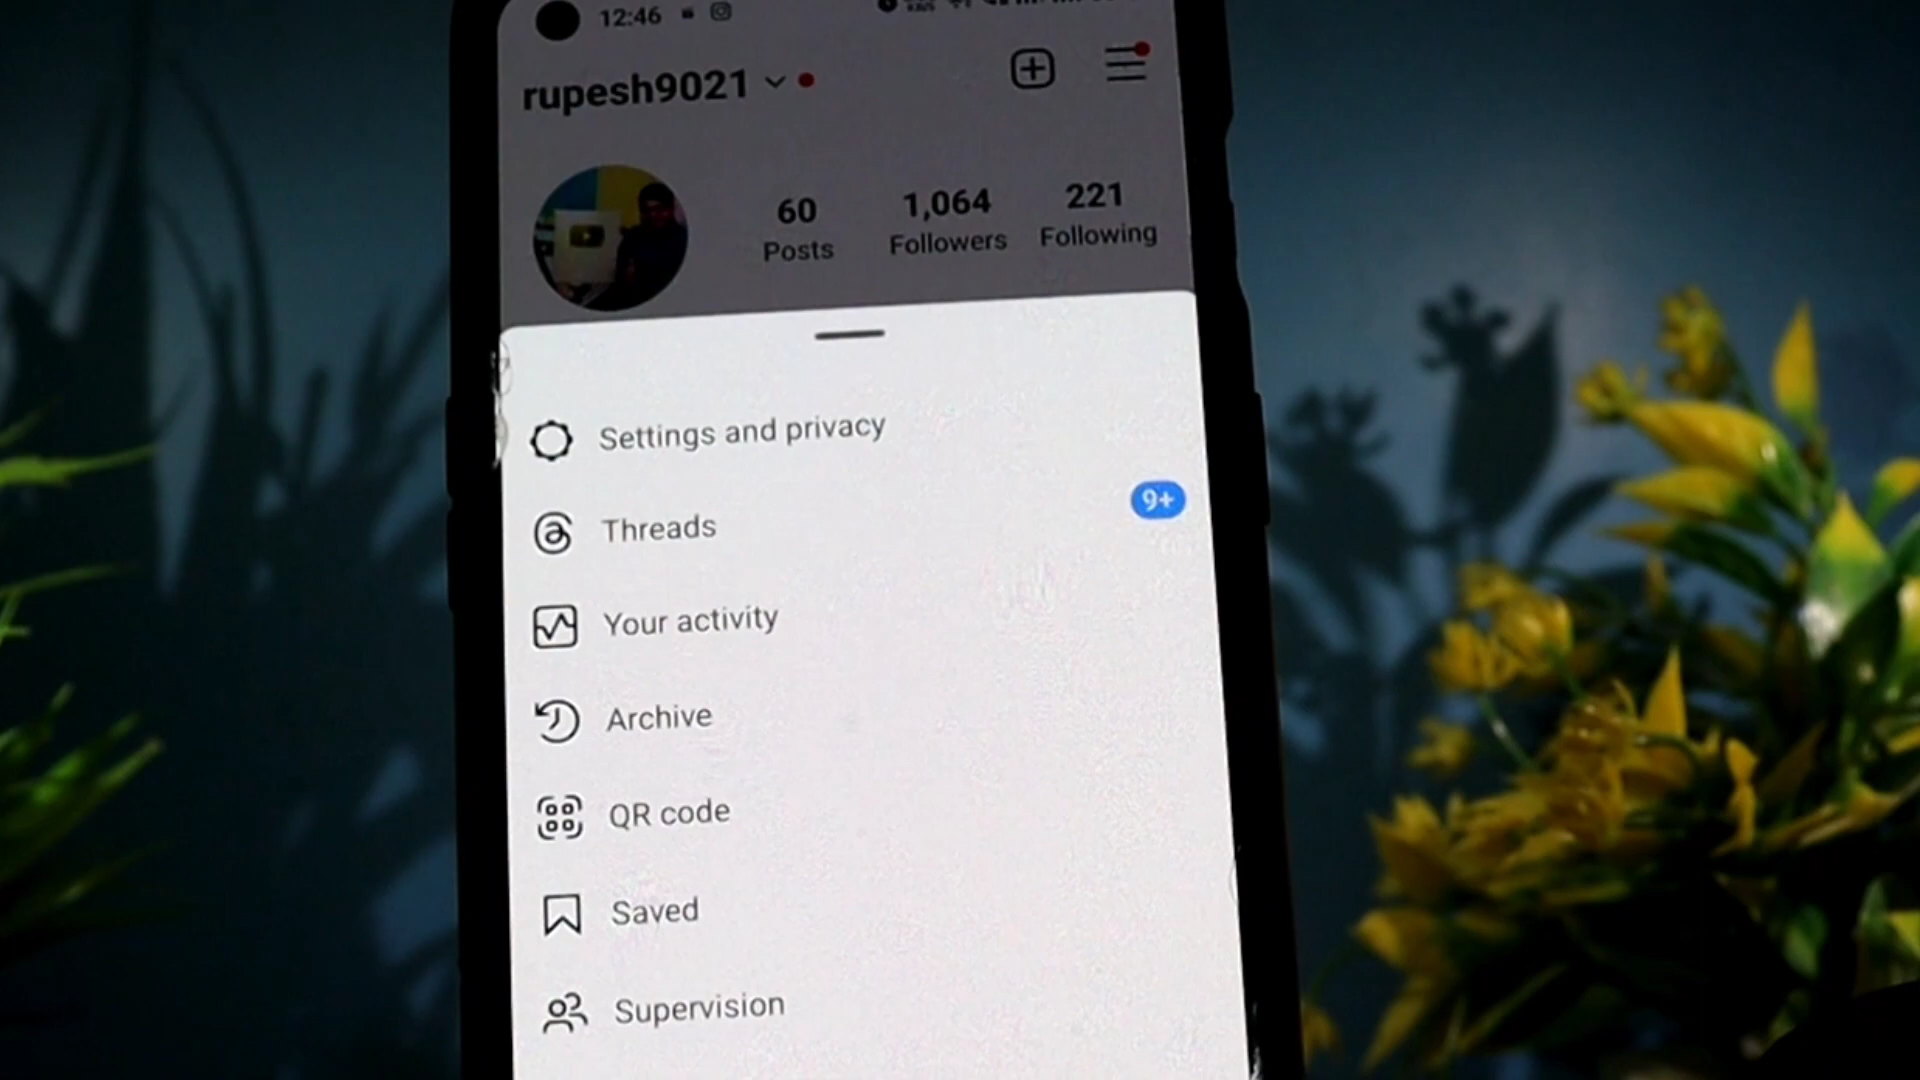 12:46
rupesh9021
60 1,064 221
Posts Followers Following
Settings and privacy
Threads 9+
Your activity
Archive
QR code
Saved
Supervision